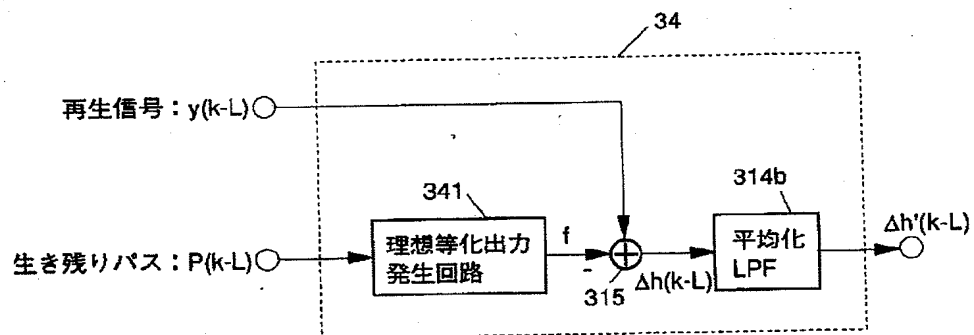 34
再生信号：y(k-L)
341
314b
理想等化出力
発生回路
f
-
315
Δh(k-L)
平均化
LPF
Δh'(k-L)
生き残りパス：P(k-L)